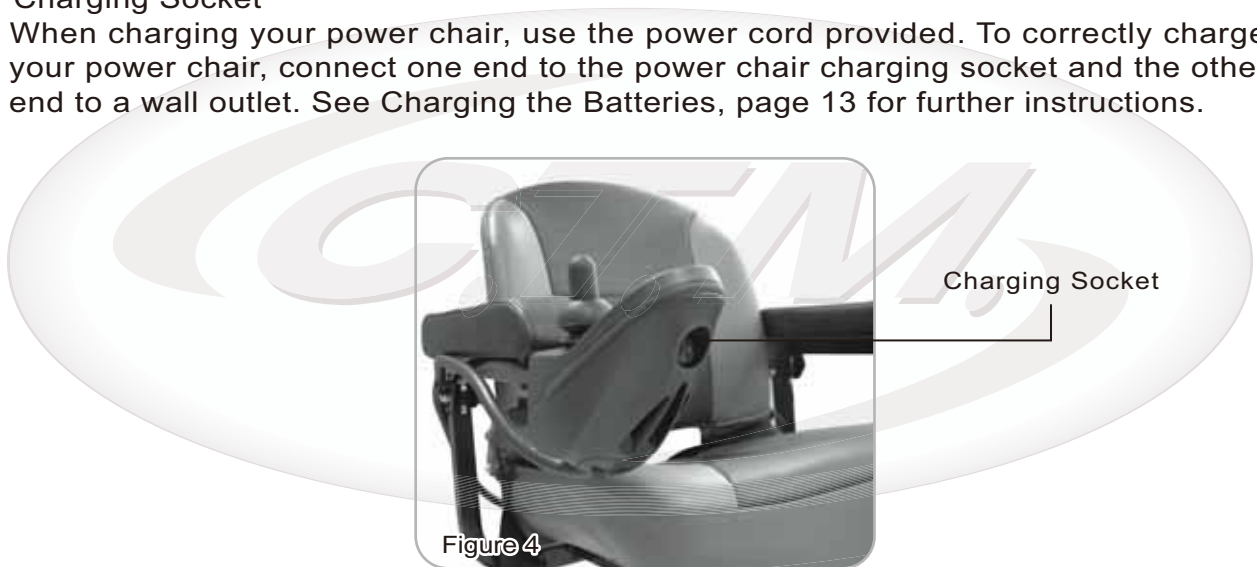 Charging Socket
When charging your power chair, use the power cord provided. To correctly charge
your power chair, connect one end to the power chair charging socket and the othe
end to a wall outlet. See Charging the Batteries, page 13 for further instructions.
C.T.M.
Charging Socket
Figure 4